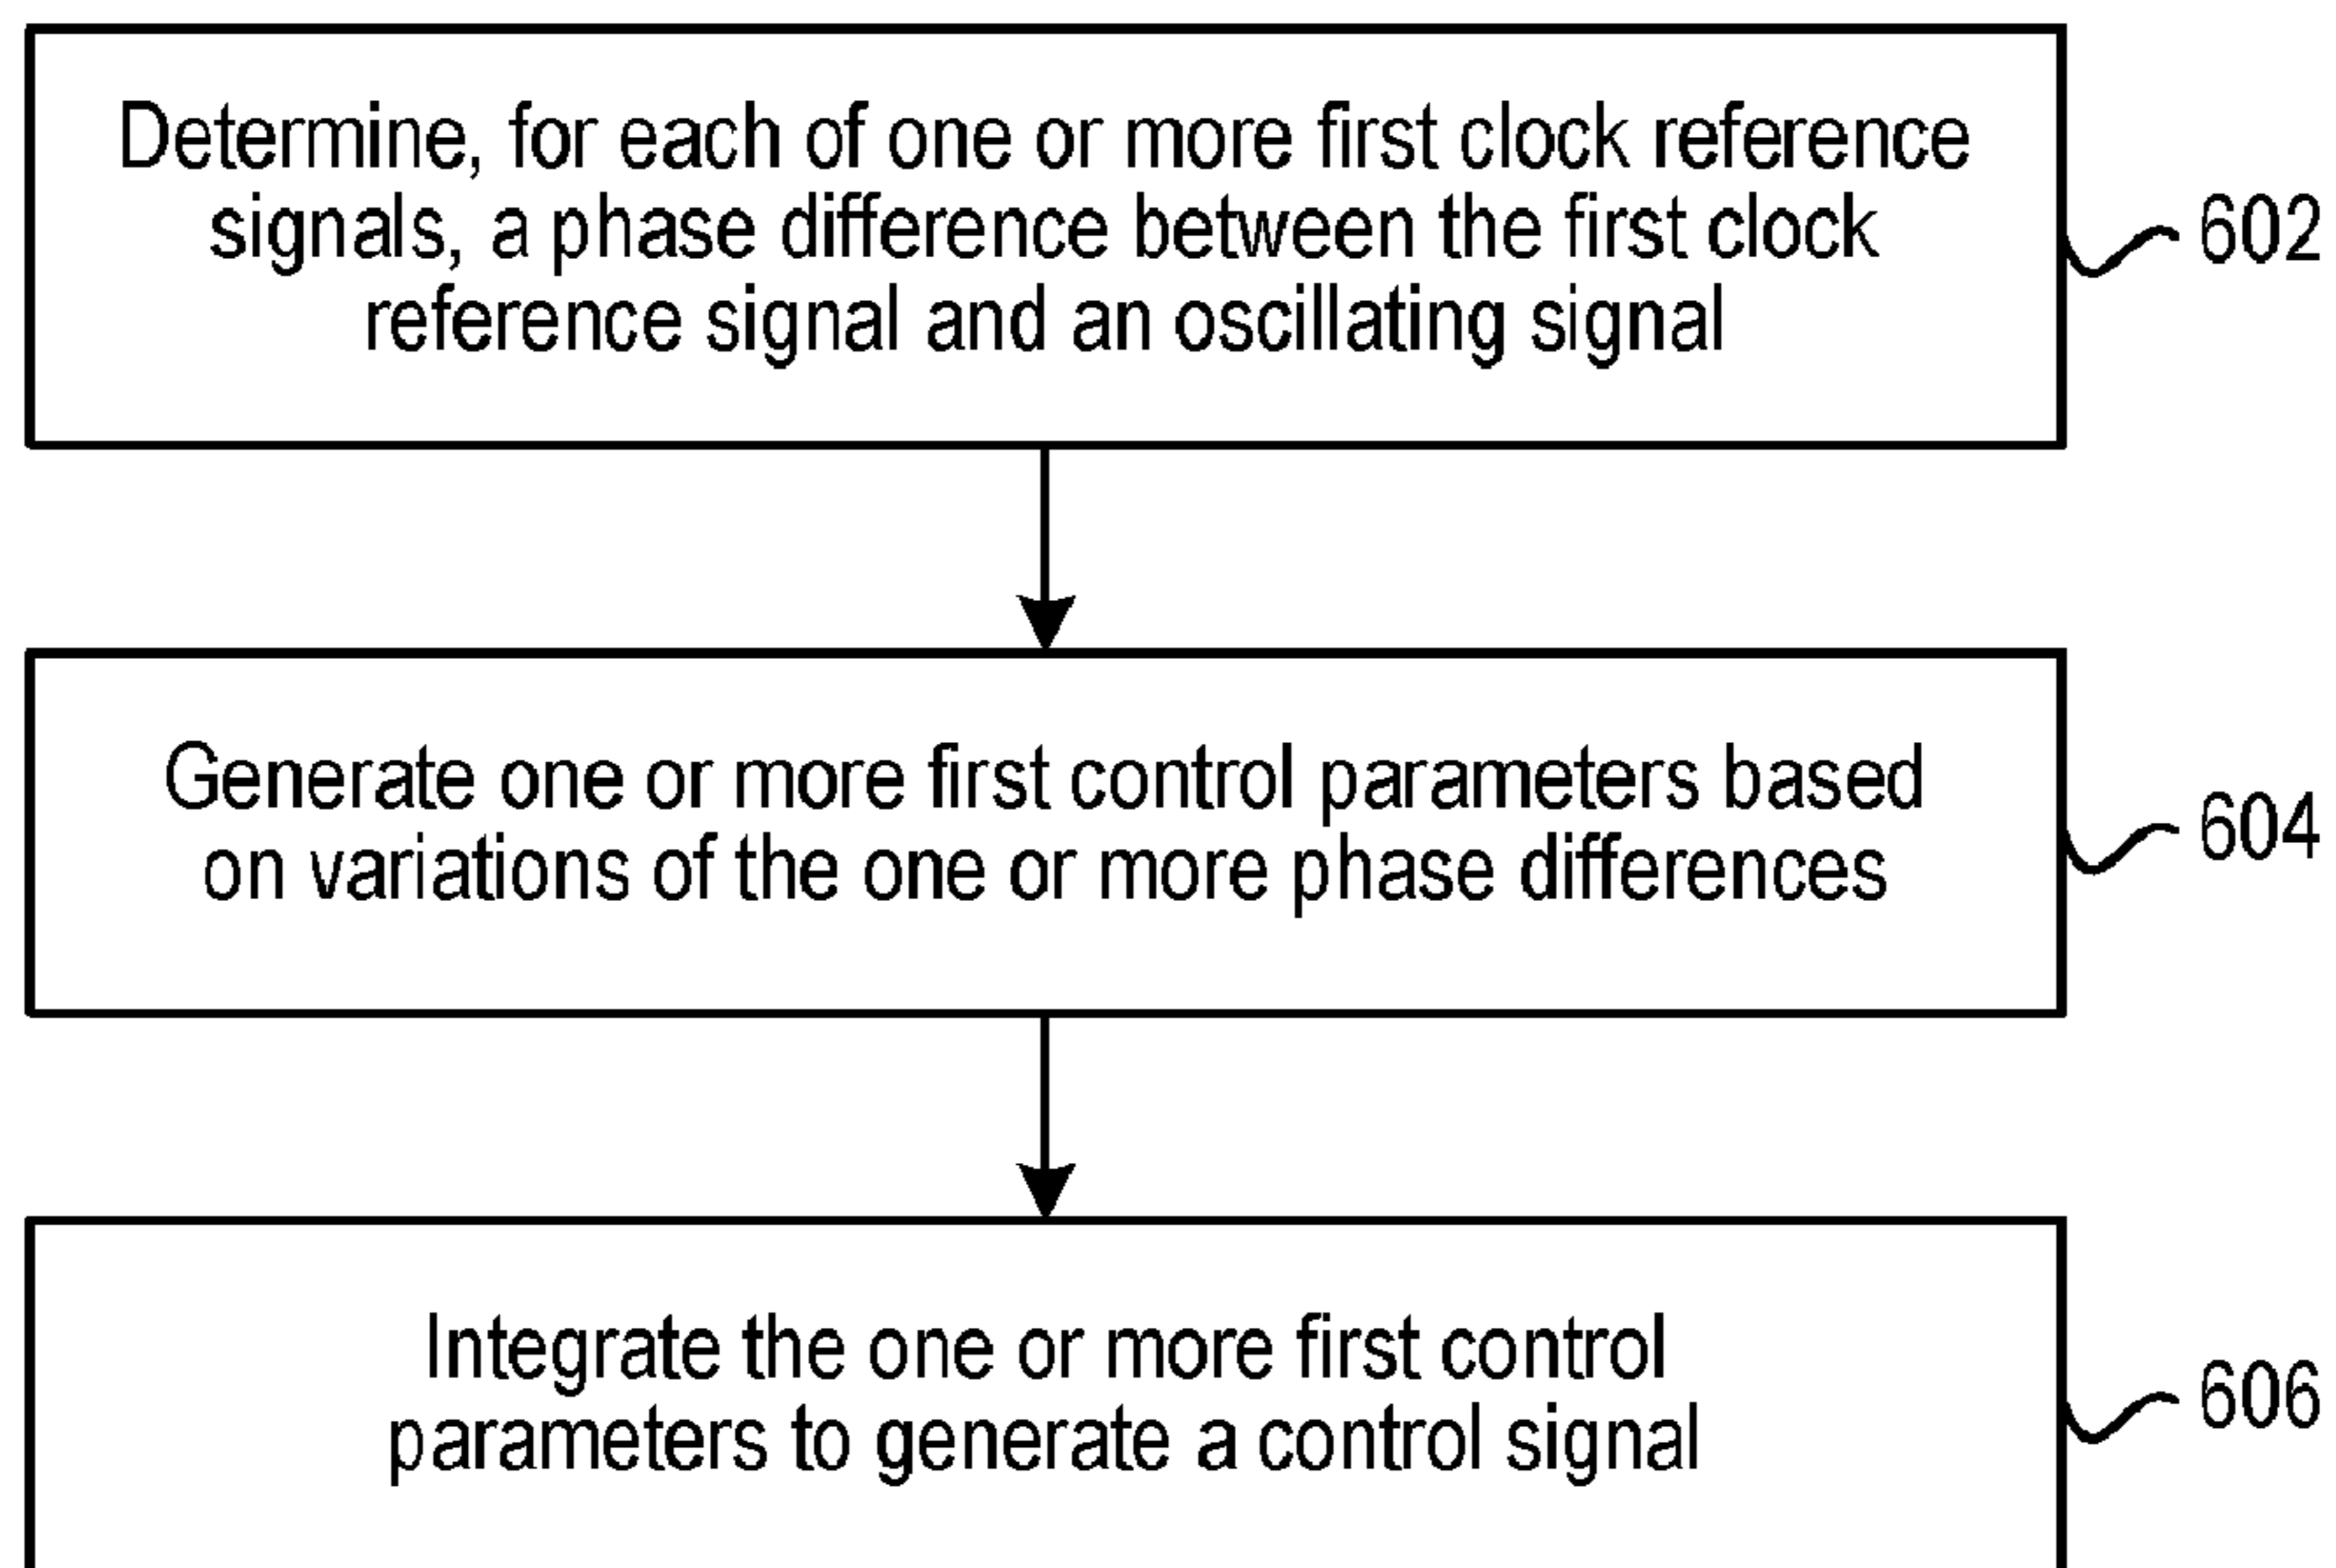 Determine, for each of one or more first clock reference
signals, a phase difference between the first clock
reference signal and an oscillating signal
602
Generate one or more first control parameters based
on variations of the one or more phase differences
604
Integrate the one or more first control
parameters to generate a control signal
606